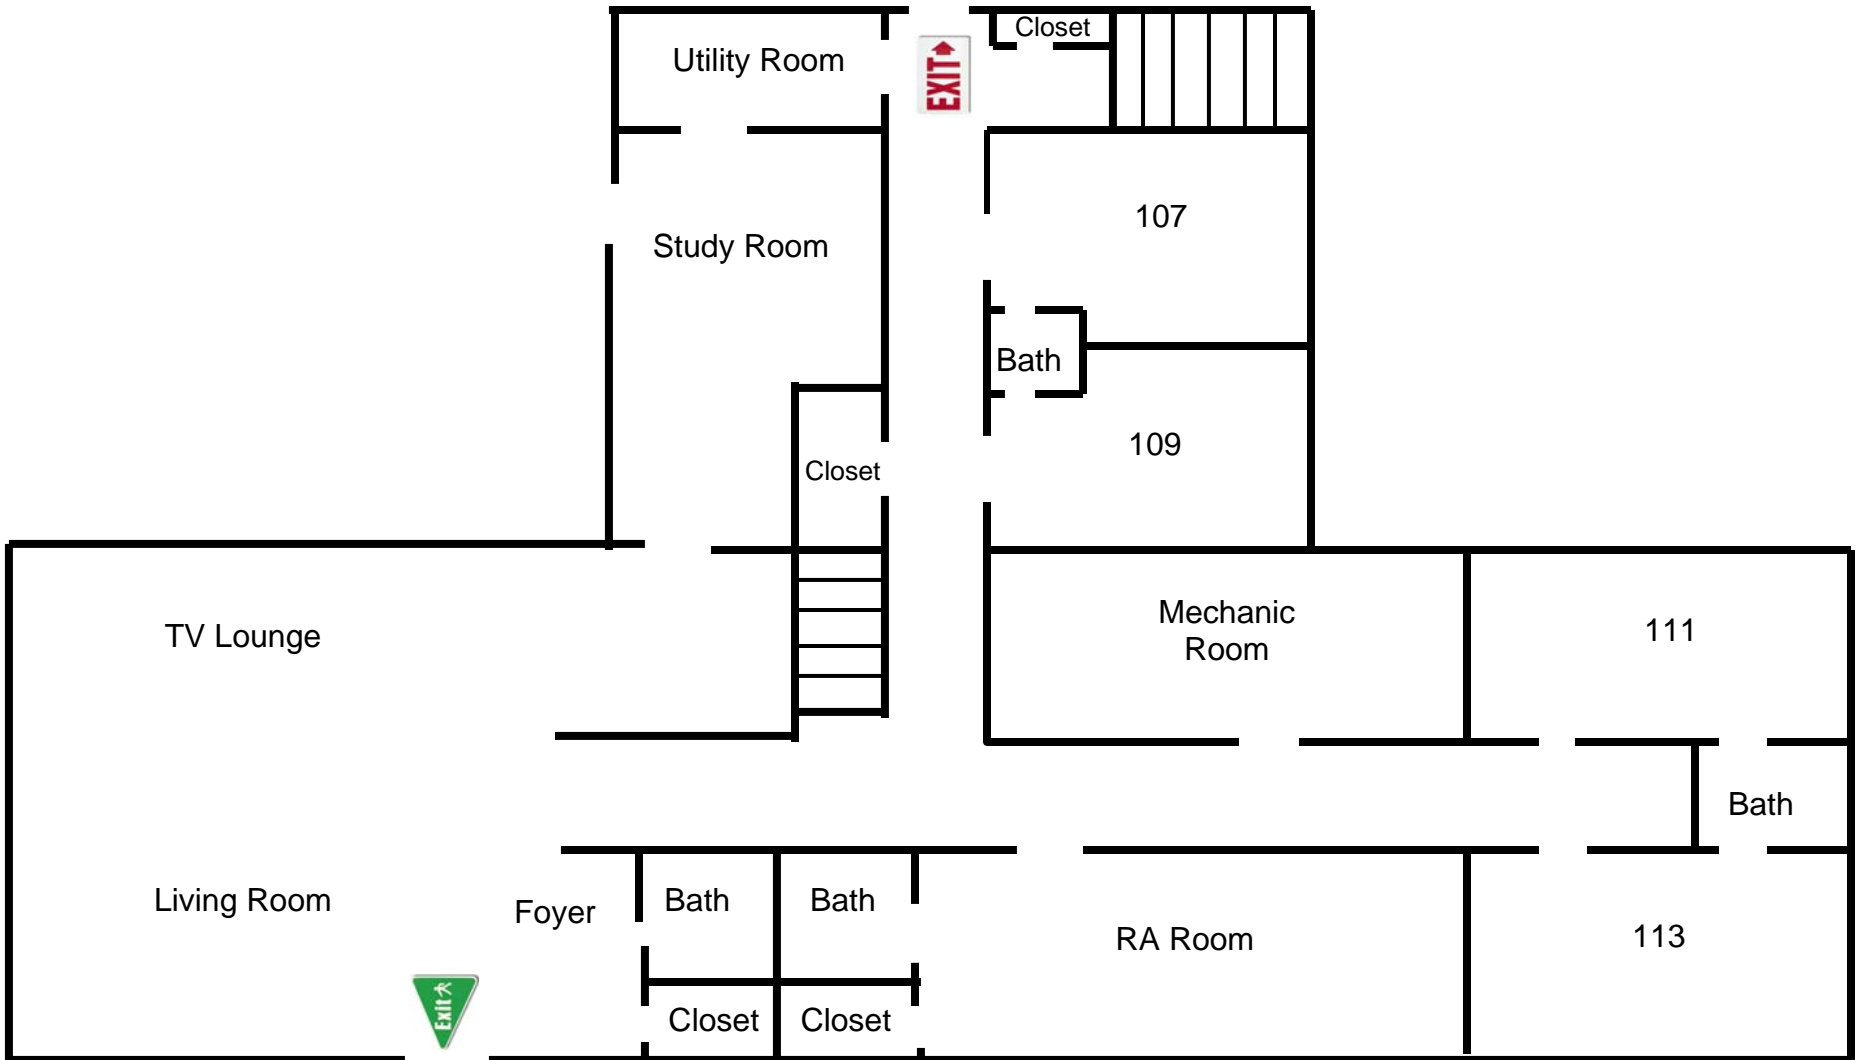 Closet
Utility Room
EXIT
107
Study Room
Bath
109
Closet
Mechanic
Room
111
TV Lounge
Bath
Living Room
Foyer
Bath
Bath
RA Room
113
Exit
Closet
Closet